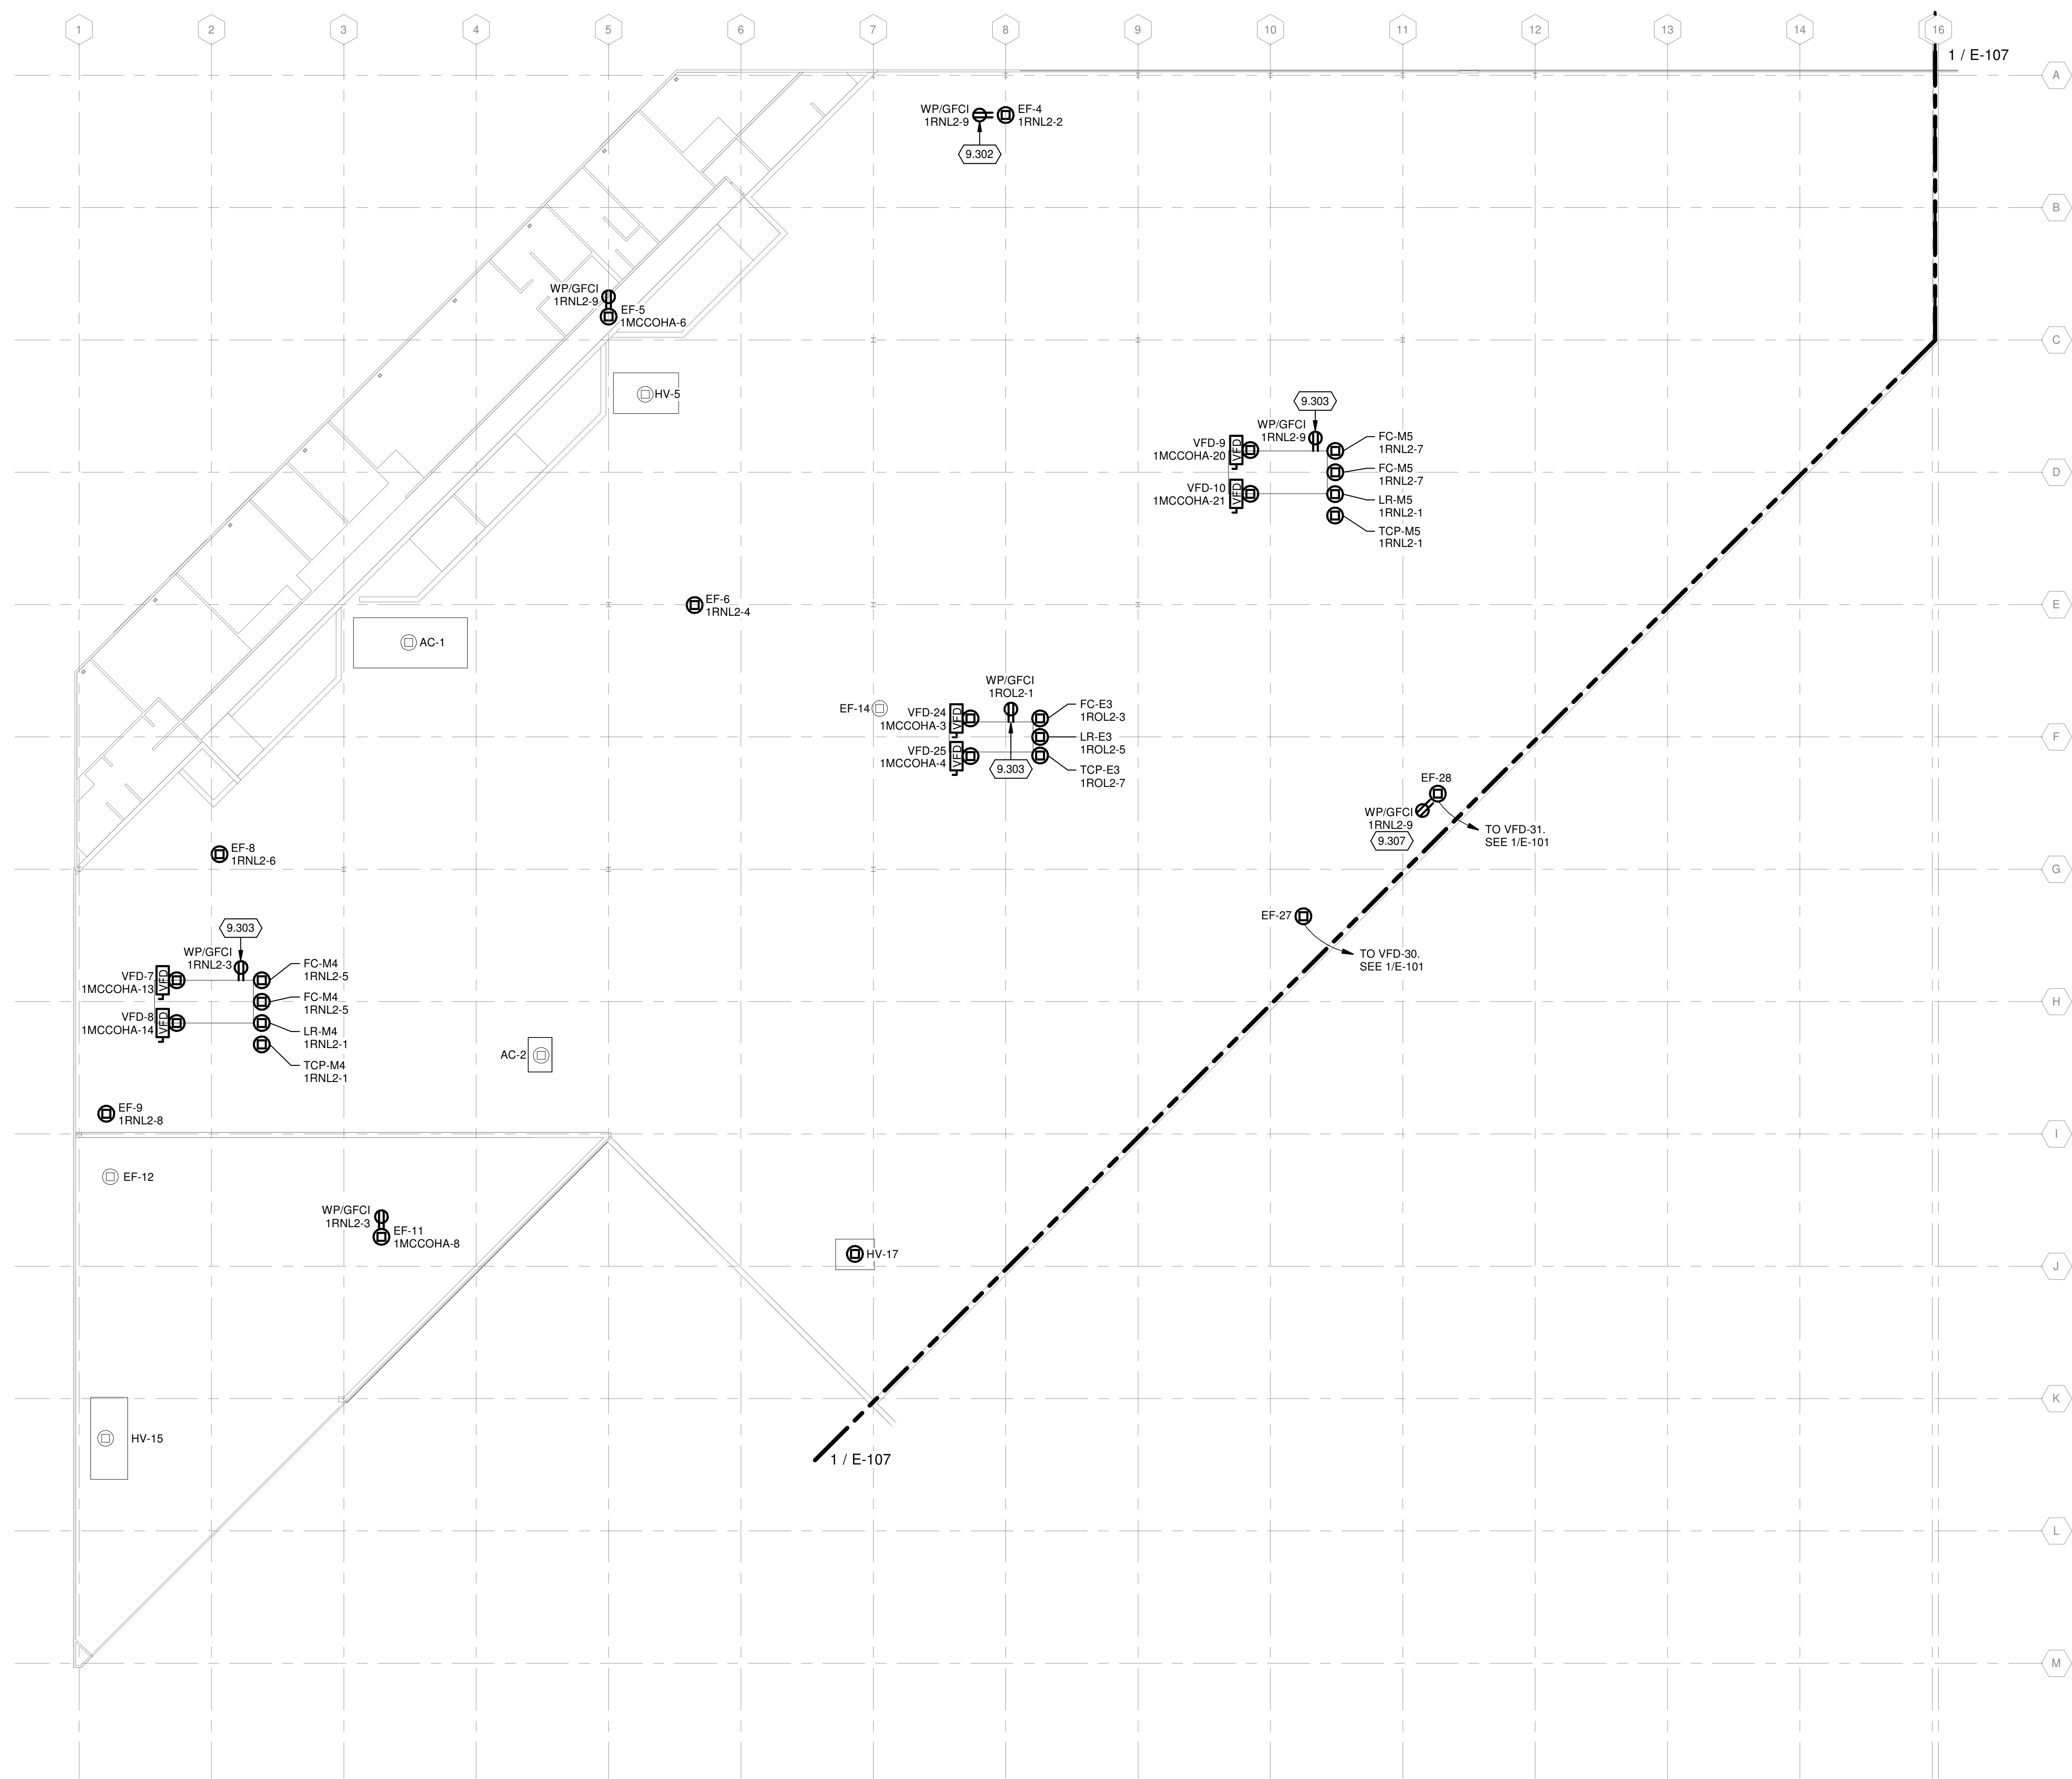 1
2
3
4
5
6
7
8
9
10
11
12
13
14
16
1 / E-107
A
WP/GFCI
1RNL2-9
EF-4
1RNL2-2
9.302
B
WP/GFCI
1RNL2-9
EF-5
1MCCOHA-6
C
HV-5
9.303
WP/GFCI
1RNL2-9
VFD-9
1MCCOHA-20
VFD
FC-M5
1RNL2-7
FC-M5
1RNL2-7
D
VFD-10
1MCCOHA-21
VFD
LR-M5
1RNL2-1
TCP-M5
1RNL2-1
EF-6
1RNL2-4
E
AC-1
WP/GFCI
1ROL2-1
EF-14
VFD-24
1MCCOHA-3
VFD
FC-E3
1ROL2-3
F
VFD-25
1MCCOHA-4
VFD
LR-E3
1ROL2-5
9.303
TCP-E3
1ROL2-7
EF-28
WP/GFCI
1RNL2-9
9.307
TO VFD-31.
SEE 1/E-101
EF-8
1RNL2-6
G
EF-27
TO VFD-30.
SEE 1/E-101
9.303
WP/GFCI
1RNL2-3
VFD-7
1MCCOHA-13
VFD
FC-M4
1RNL2-5
FC-M4
1RNL2-5
H
VFD-8
1MCCOHA-14
VFD
LR-M4
1RNL2-1
TCP-M4
1RNL2-1
AC-2
EF-9
1RNL2-8
I
EF-12
WP/GFCI
1RNL2-3
EF-11
1MCCOHA-8
HV-17
J
K
HV-15
1 / E-107
L
M